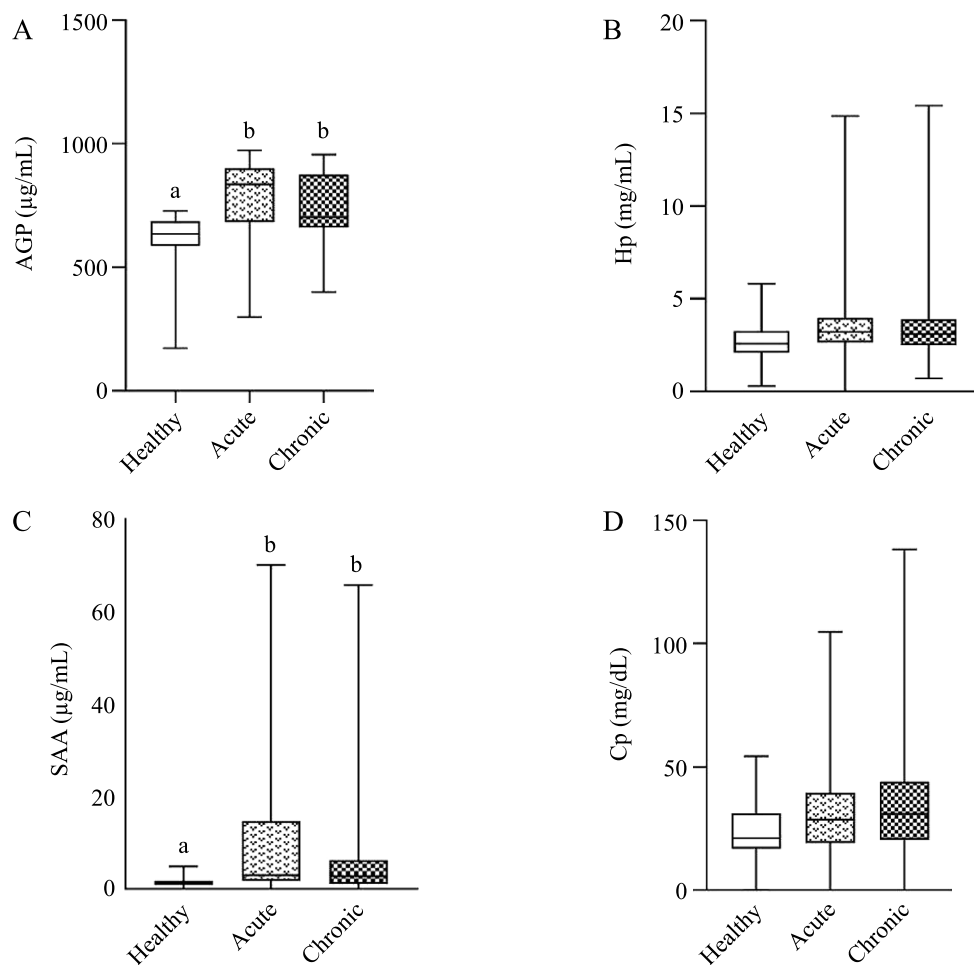 A
AGP (µg/mL)
1500
1000
500
0
a
b
b
Healthy
Acute
Chronic
B
Hp (mg/mL)
20
15
10
5
0
Healthy
Acute
Chronic
C
SAA (µg/mL)
80
60
40
20
0
a
b
b
Healthy
Acute
Chronic
D
Cp (mg/dL)
150
100
50
0
Healthy
Acute
Chronic